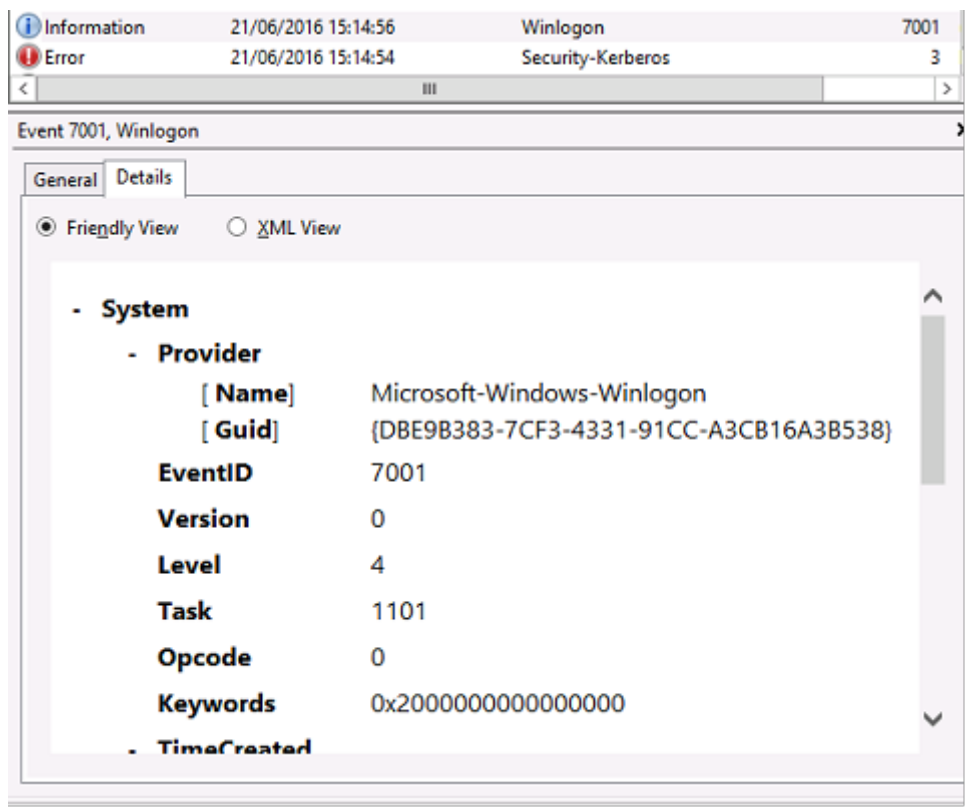 Information 21/06/2016 15:14:56 Winlogon 7001
Error 21/06/2016 15:14:54 Security-Kerberos 3
Event 7001, Winlogon
General Details
Friendly View XML View
- System
- Provider
[ Name] Microsoft-Windows-Winlogon
[ Guid] {DBE9B383-7CF3-4331-91CC-A3CB16A3B538}
EventID 7001
Version 0
Level 4
Task 1101
Opcode 0
Keywords 0x2000000000000000
- TimeCreated